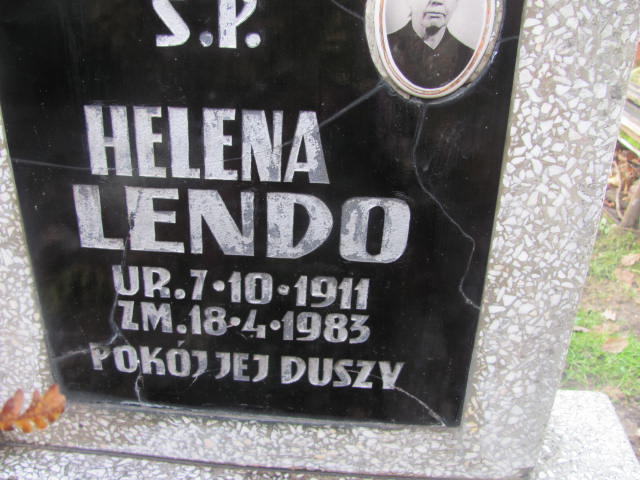 Ś.P.
HELENA
LENDO
UR. 7·10·1911
ZM. 18·4·1983
POKÓJ JEJ DUSZY